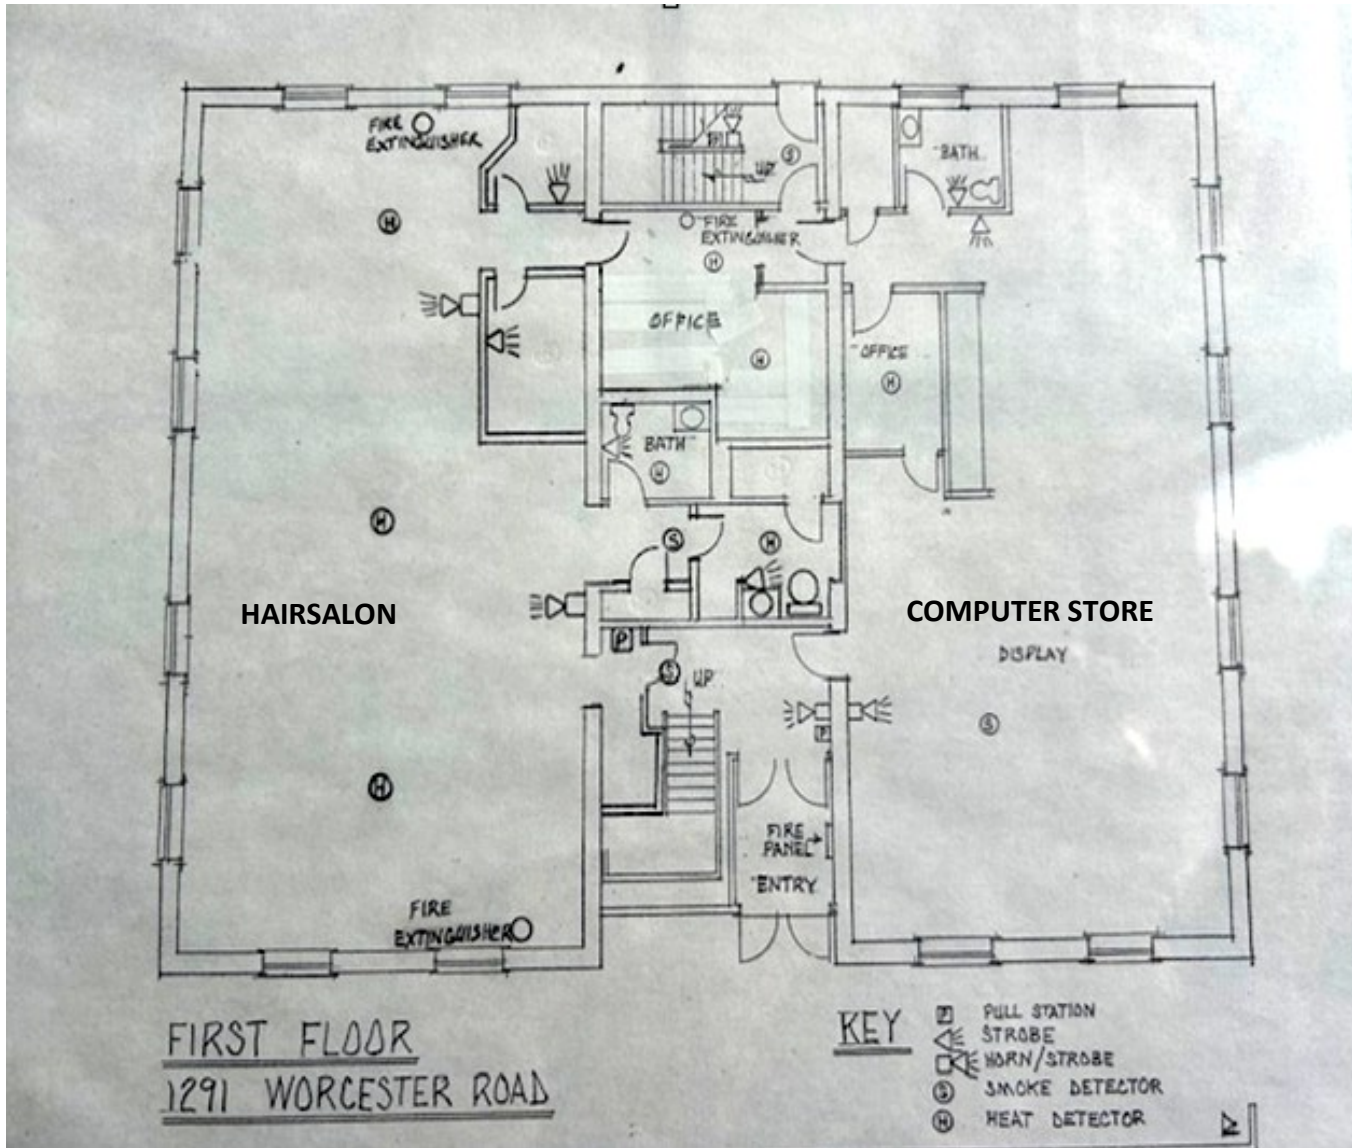 FIRE
EXTINGUISHER
P
S
UP
BATH
H
FIRE
EXTINGUISHER
H
OFFICE
H
OFFICE
H
BATH
H
H
S
H
HAIRSALON
COMPUTER STORE
P
DISPLAY
S
UP
P
S
H
FIRE
PANEL
ENTRY
FIRE
EXTINGUISHER
FIRST FLOOR
1291 WORCESTER ROAD
KEY
P PULL STATION
STROBE
HORN/STROBE
S SMOKE DETECTOR
H HEAT DETECTOR